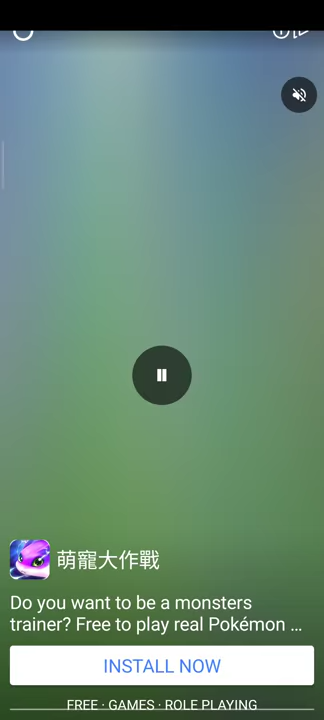 萌寵大作戰
Do you want to be a monsters
trainer? Free to play real Pokémon ...
INSTALL NOW
FREE · GAMES · ROLE PLAYING